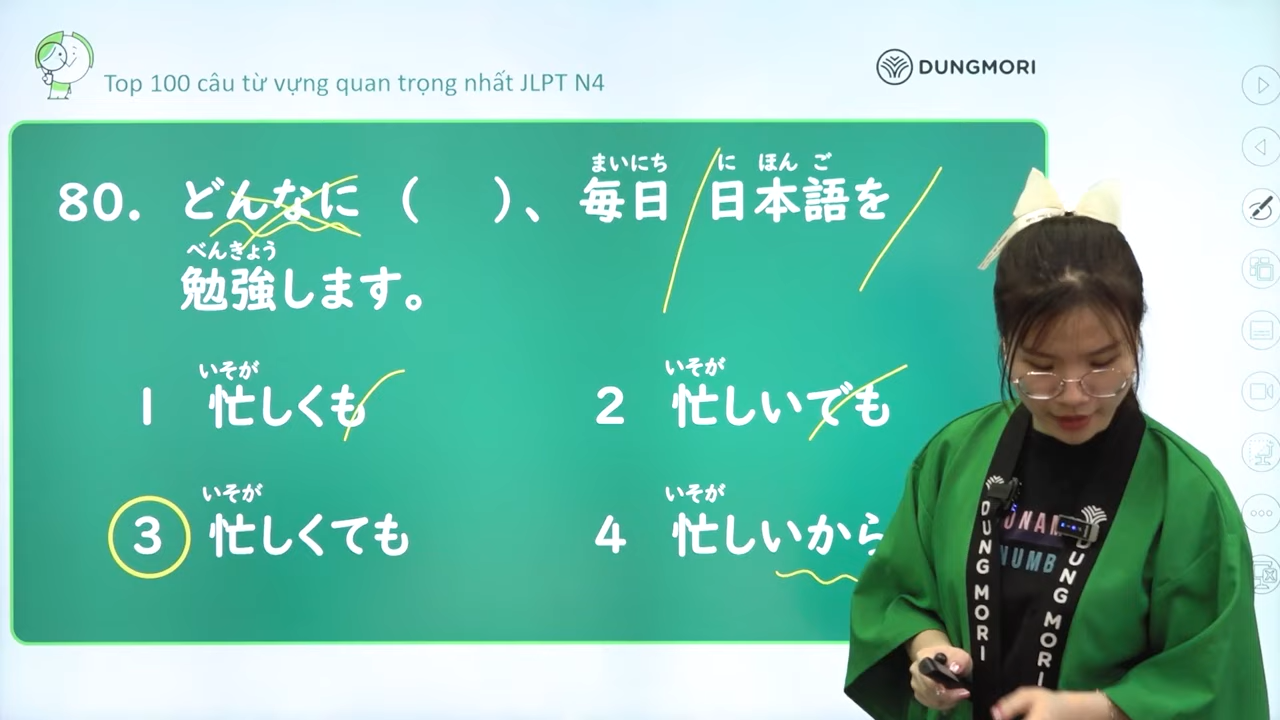 Top 100 câu từ vựng quan trọng nhất JLPT N4
DUNGMORI
まいにち に ほん ご
80. どんなに ( )、毎日 日本語を
べんきょう
勉強します。
いそが いそが
1 忙しくも 2 忙しいでも
いそが いそが
3 忙しくても 4 忙しいから
DUNG MORI
DUNG MORI
NUMB